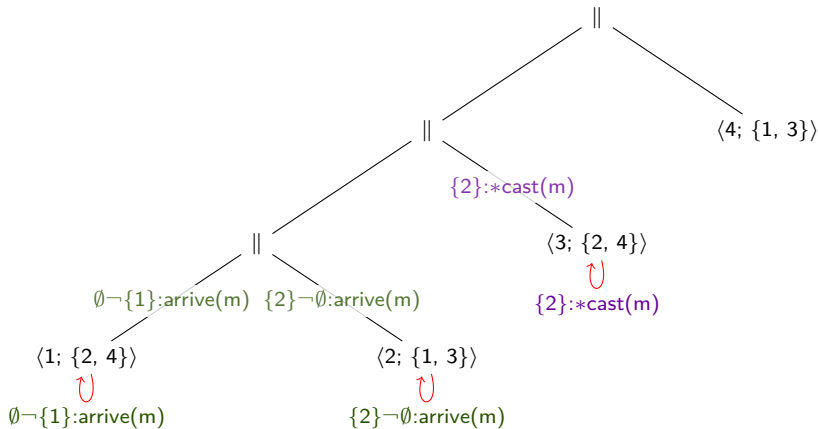 ∥
∥
⟨4; {1, 3}⟩
{2}:∗cast(m)
∥
⟨3; {2, 4}⟩
∅¬{1}:arrive(m) {2}¬∅:arrive(m)
{2}:∗cast(m)
⟨1; {2, 4}⟩
⟨2; {1, 3}⟩
∅¬{1}:arrive(m)
{2}¬∅:arrive(m)